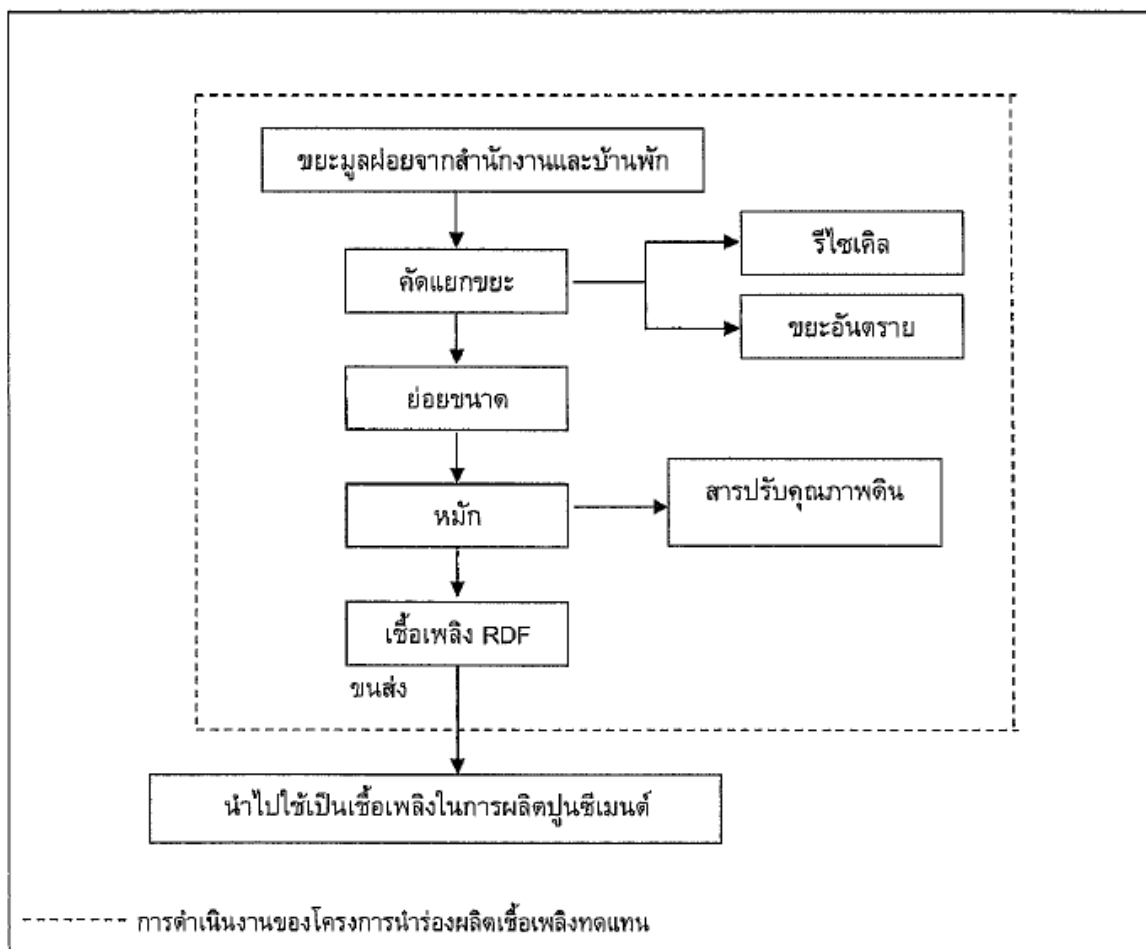 ขยะมูลฝอยจากสำนักงานและบ้านพัก
รีไซเคิล
คัดแยกขยะ
ขยะอันตราย
ย่อยขนาด
สารปรับคุณภาพดิน
หมัก
เชื้อเพลิง RDF
ขนส่ง
นำไปใช้เป็นเชื้อเพลิงในการผลิตปูนซีเมนต์
การดำเนินงานของโครงการนำร่องผลิตเชื้อเพลิงทดแทน